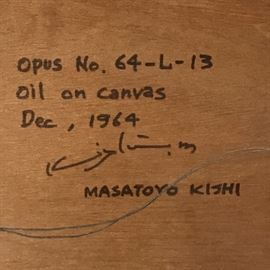 Opus No. 64-L-13
Oil on canvas
Dec, 1964
MASATOYO KISHI